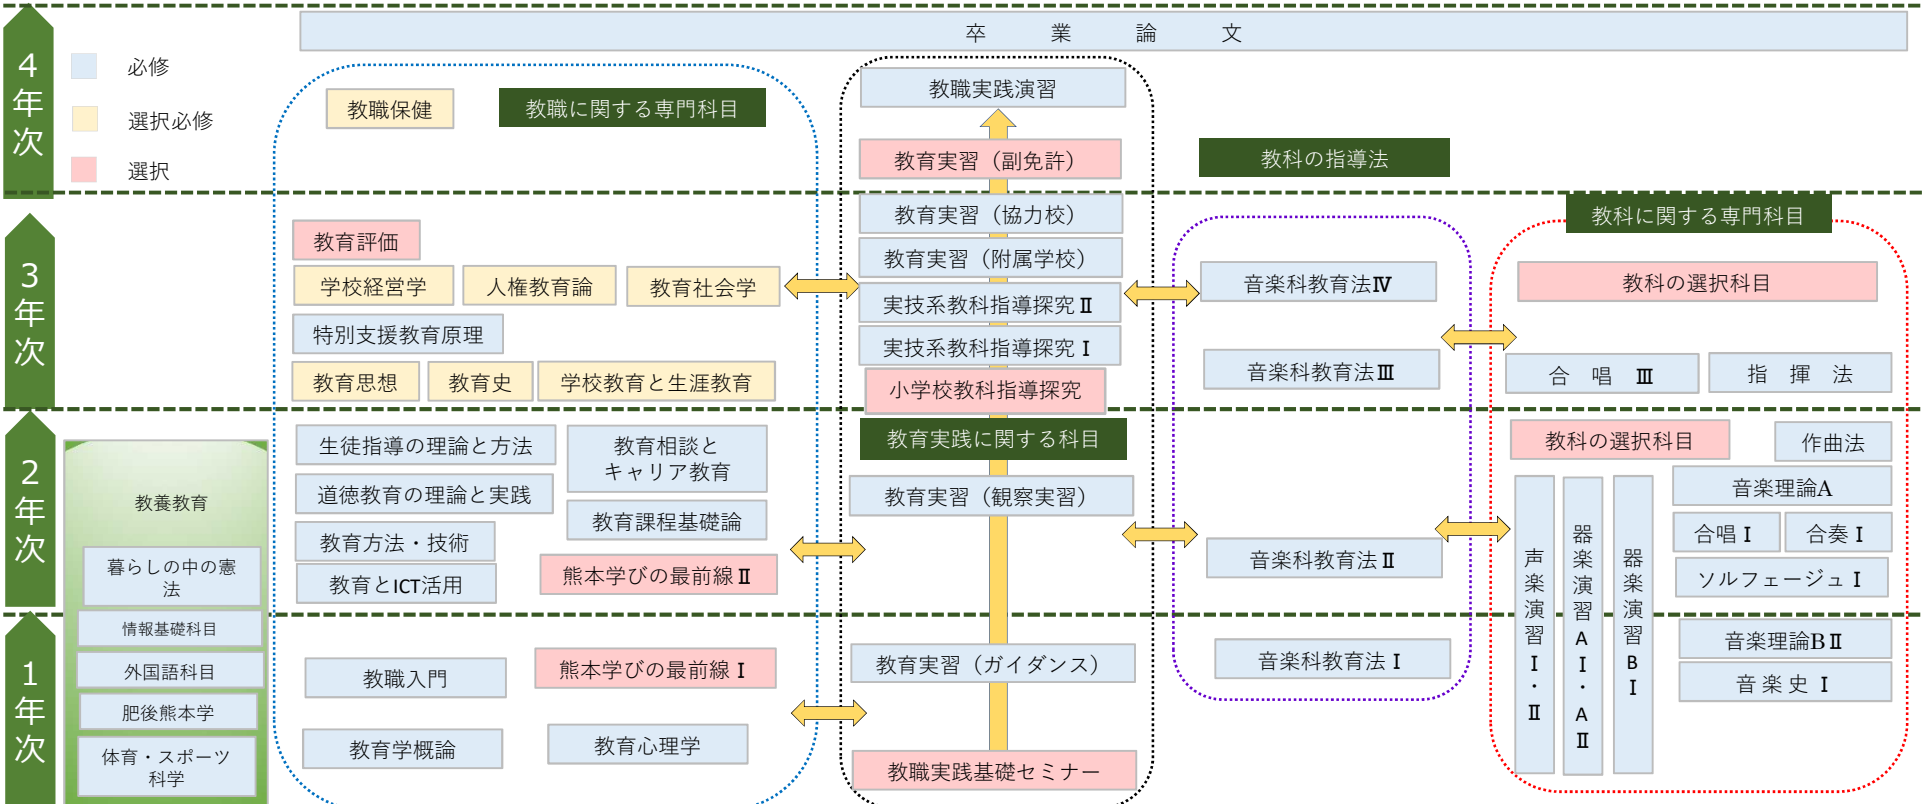 卒 業 論 文
4年次
必修
選択必修
選択
教職保健
教職に関する専門科目
教職実践演習
教育実習（副免許）
教科の指導法
3年次
教育評価
学校経営学
人権教育論
教育社会学
特別支援教育原理
教育思想
教育史
学校教育と生涯教育
教育実習（協力校）
教育実習（附属学校）
実技系教科指導探究Ⅱ
実技系教科指導探究Ⅰ
小学校教科指導探究
音楽科教育法Ⅳ
音楽科教育法Ⅲ
教科に関する専門科目
教科の選択科目
合 唱 Ⅲ
指 揮 法
2年次
教養教育
暮らしの中の憲
法
情報基礎科目
外国語科目
肥後熊本学
体育・スポーツ
科学
生徒指導の理論と方法
教育相談と
キャリア教育
道徳教育の理論と実践
教育課程基礎論
教育方法・技術
教育とICT活用
熊本学びの最前線Ⅱ
教育実践に関する科目
教育実習（観察実習）
音楽科教育法Ⅱ
教科の選択科目
作曲法
音楽理論A
合唱Ⅰ
合奏Ⅰ
ソルフェージュⅠ
声楽演習Ⅰ・Ⅱ
器楽演習AⅠ・AⅡ
器楽演習BⅠ
1年次
教職入門
熊本学びの最前線Ⅰ
教育学概論
教育心理学
教育実習（ガイダンス）
教職実践基礎セミナー
音楽科教育法Ⅰ
音楽理論BⅡ
音楽史Ⅰ